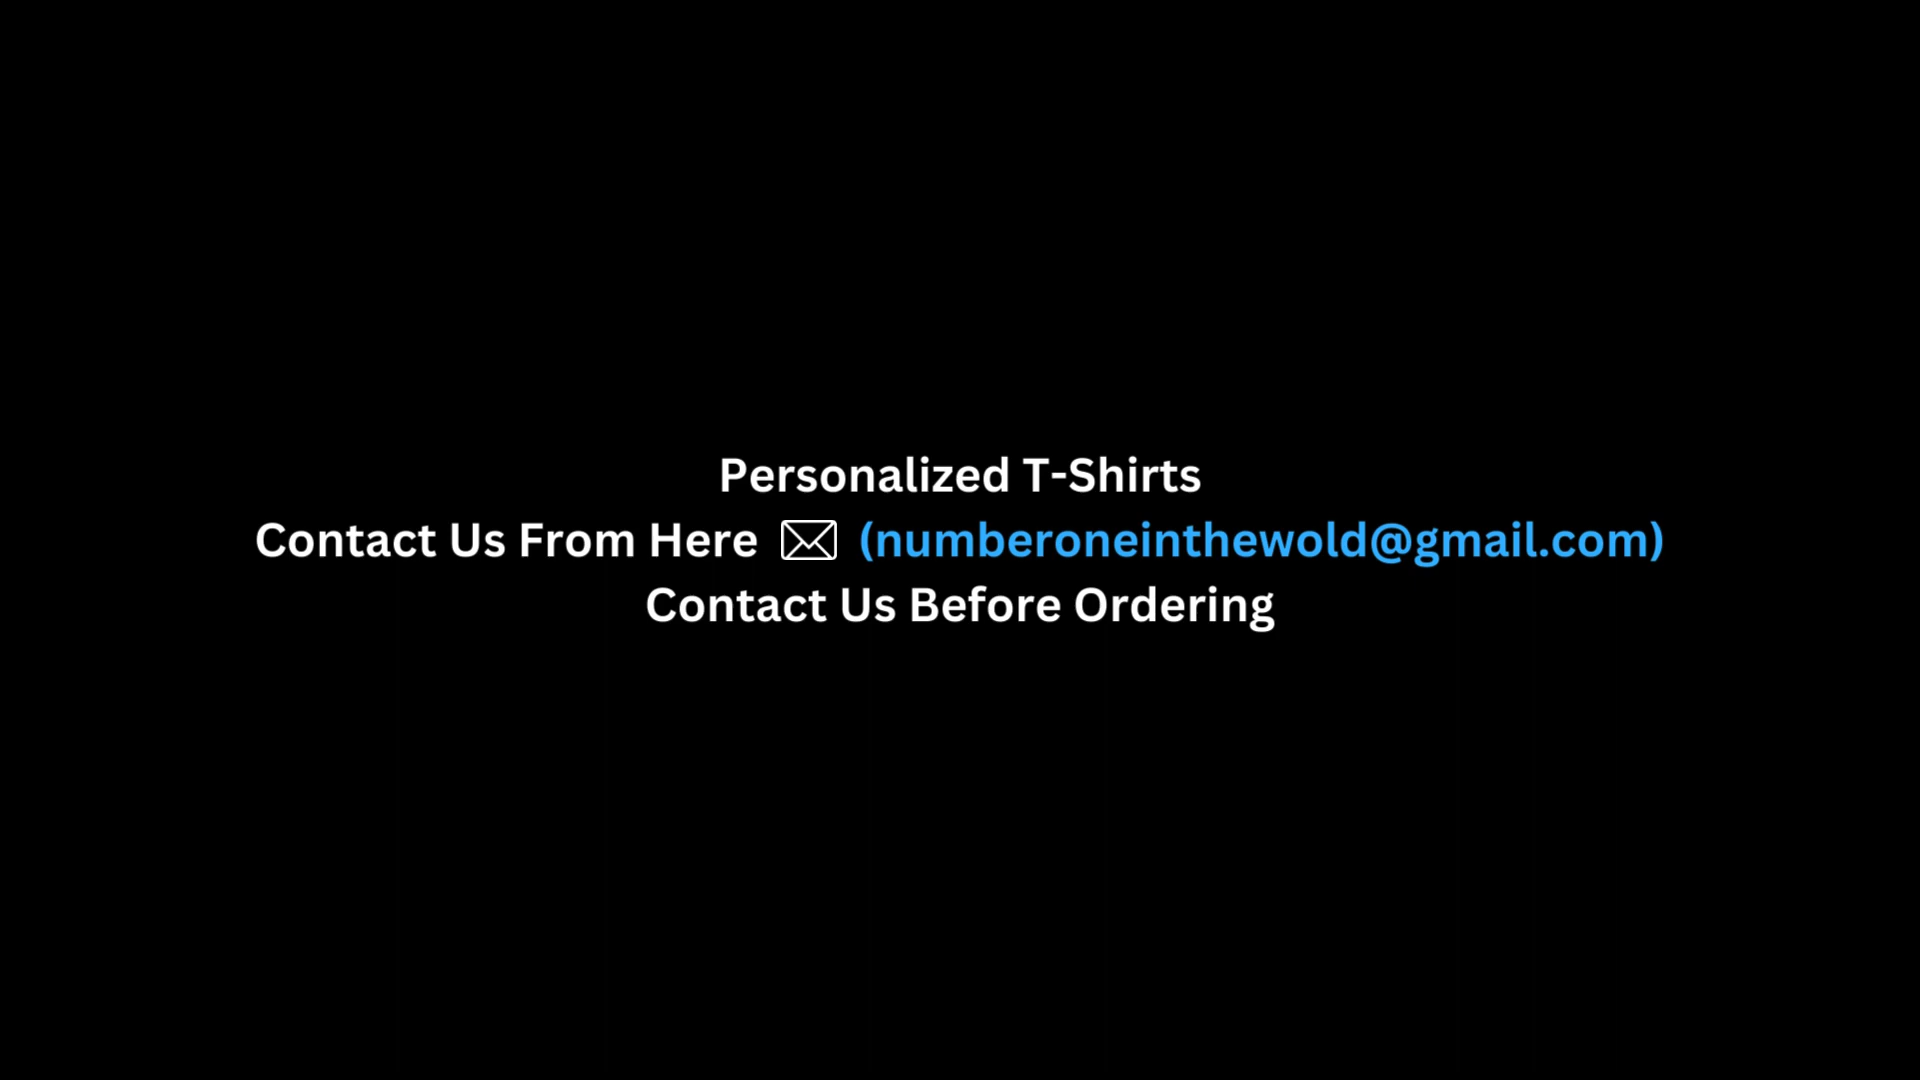 Personalized T-Shirts
Contact Us From Here ✉ (numberoneinthewold@gmail.com)
Contact Us Before Ordering